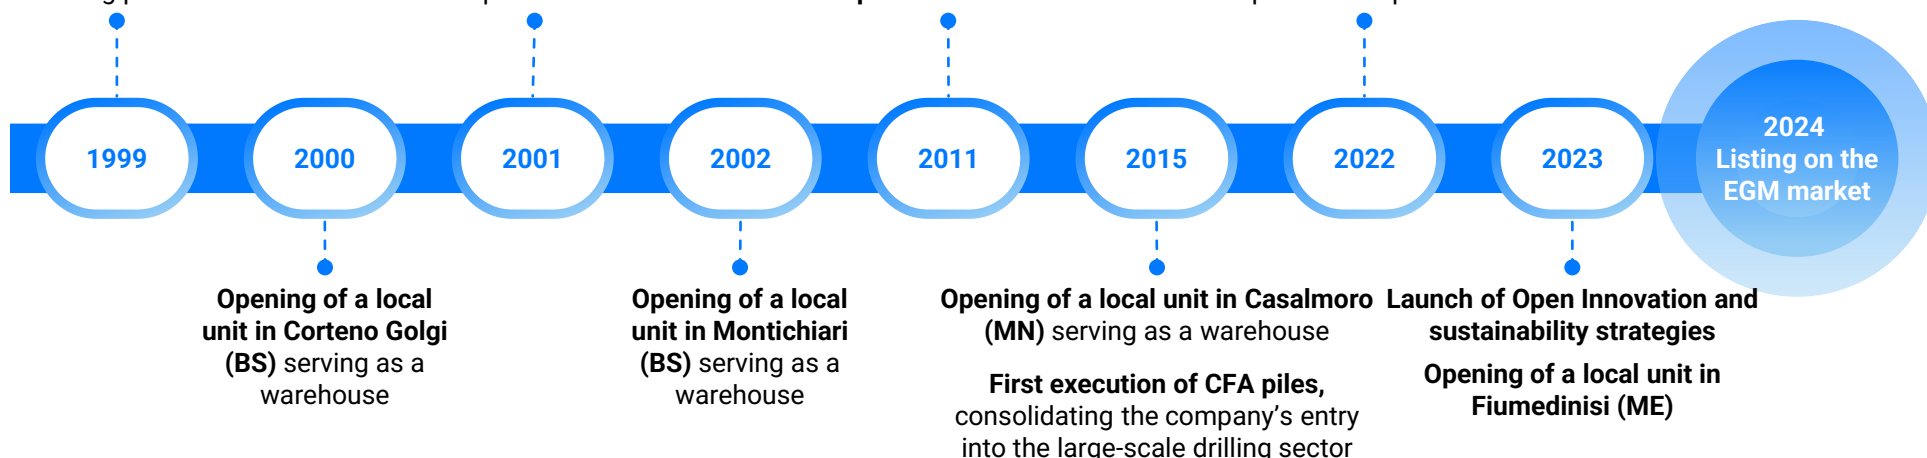 1999
2000
2001
2002
2011
2015
2022
2023
2024
Listing on the
EGM market
Opening of a local
unit in Corteno Golgi
(BS) serving as a
warehouse
Opening of a local
unit in Montichiari
(BS) serving as a
warehouse
Opening of a local unit in Casalmoro
(MN) serving as a warehouse
First execution of CFA piles,
consolidating the company’s entry
into the large-scale drilling sector
Launch of Open Innovation and
sustainability strategies
Opening of a local unit in
Fiumedinisi (ME)